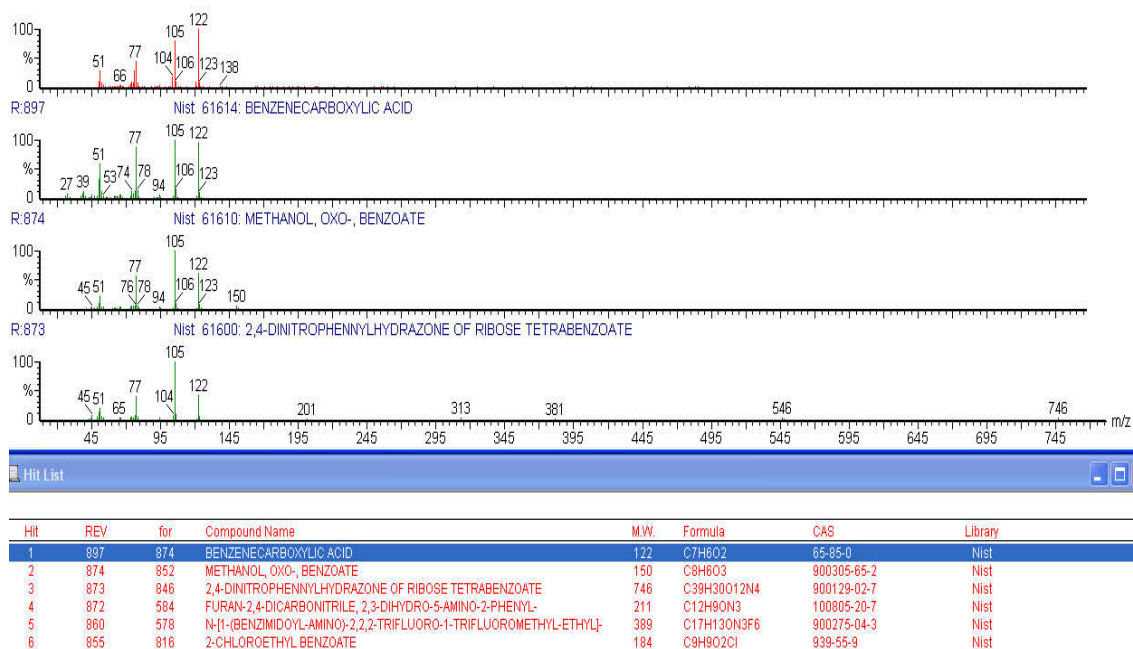 122
105
100
77
51 104 106 123 138
%
66
0
R:897 Nist 61614: BENZENECARBOXYLIC ACID
105 122
100 77
51
%
27 39 53 74 78 94 106 123
0
R:874 Nist 61610: METHANOL, OXO-, BENZOATE
105
100
77 122
%
45 51 76 78 94 106 123 150
0
R:873 Nist 61600: 2,4-DINITROPHENNYLHYDRAZONE OF RIBOSE TETRABENZOATE
105
100
77 122
%
45 51 65 104 201 313 381 546 746
0
m/z
45 95 145 195 245 295 345 395 445 495 545 595 645 695 745
Hit List
Hit REV for Compound Name M.W. Formula CAS Library
1 897 874 BENZENECARBOXYLIC ACID 122 C7H6O2 65-85-0 Nist
2 874 852 METHANOL, OXO-, BENZOATE 150 C8H6O3 900305-65-2 Nist
3 873 846 2,4-DINITROPHENNYLHYDRAZONE OF RIBOSE TETRABENZOATE 746 C39H30O12N4 900129-02-7 Nist
4 872 584 FURAN-2,4-DICARBONITRILE, 2,3-DIHYDRO-5-AMINO-2-PHENYL- 211 C12H9ON3 100805-20-7 Nist
5 860 578 N-[1-(BENZIMIDOYL-AMINO)-2,2,2-TRIFLUORO-1-TRIFLUOROMETHYL-ETHYL]- 389 C17H13ON3F6 900275-04-3 Nist
6 855 816 2-CHLOROETHYL BENZOATE 184 C9H9O2Cl 939-55-9 Nist